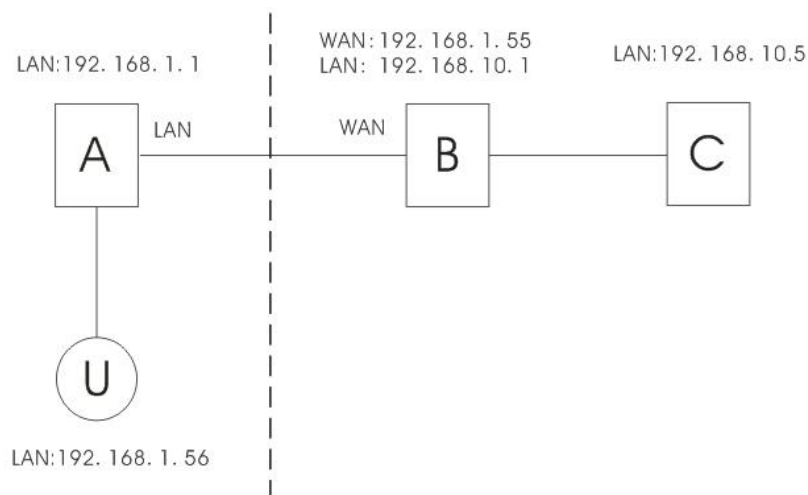 WAN: 192. 168. 1. 55
LAN: 192. 168. 10. 1
LAN:192. 168. 1. 1
LAN:192. 168. 10.5
LAN
WAN
A
B
C
U
LAN:192. 168. 1. 56